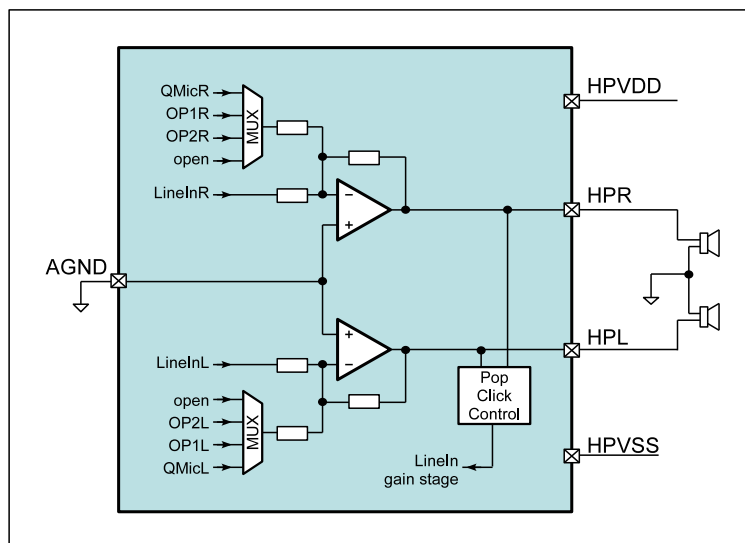 QMicR
OP1R
OP2R
open
MUX
LineInR
−
+
HPVDD
HPR
AGND
+
−
LineInL
open
OP2L
OP1L
QMicL
MUX
HPL
Pop
Click
Control
LineIn
gain stage
HPVSS